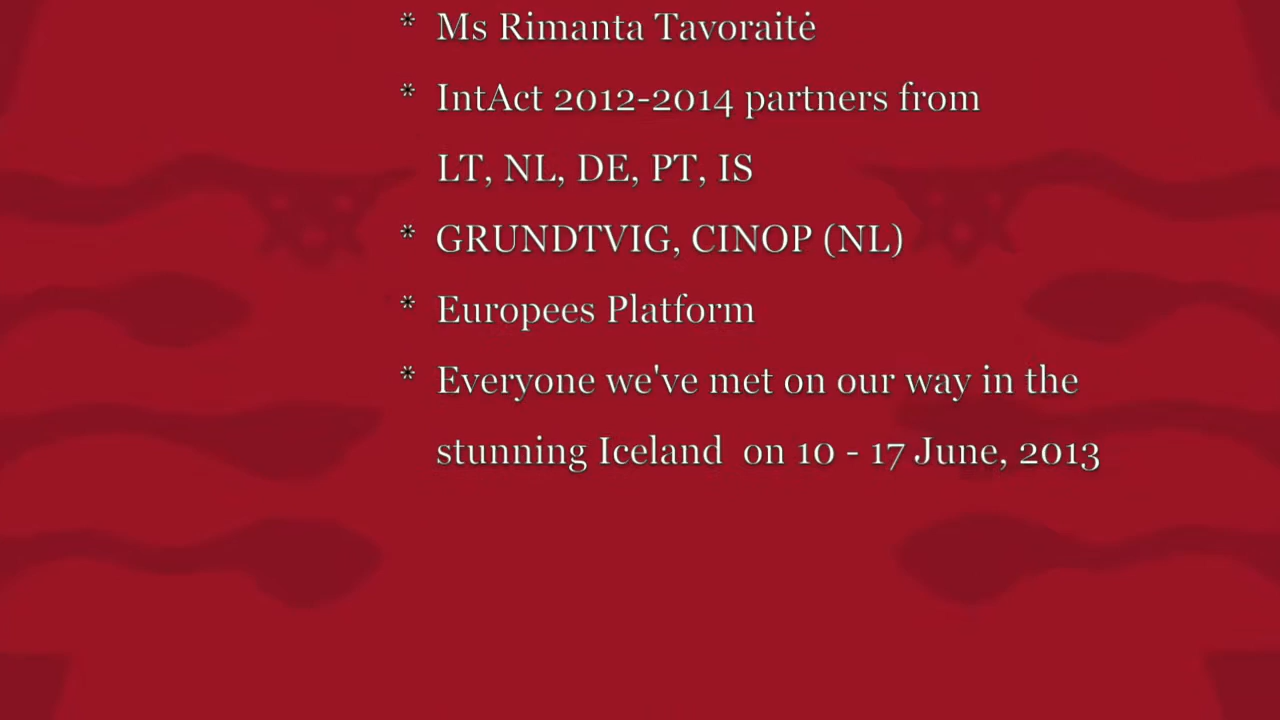 * Ms Rimanta Tavoraitė
* IntAct 2012-2014 partners from
LT, NL, DE, PT, IS
* GRUNDTVIG, CINOP (NL)
* Europees Platform
* Everyone we've met on our way in the
stunning Iceland  on 10 - 17 June, 2013